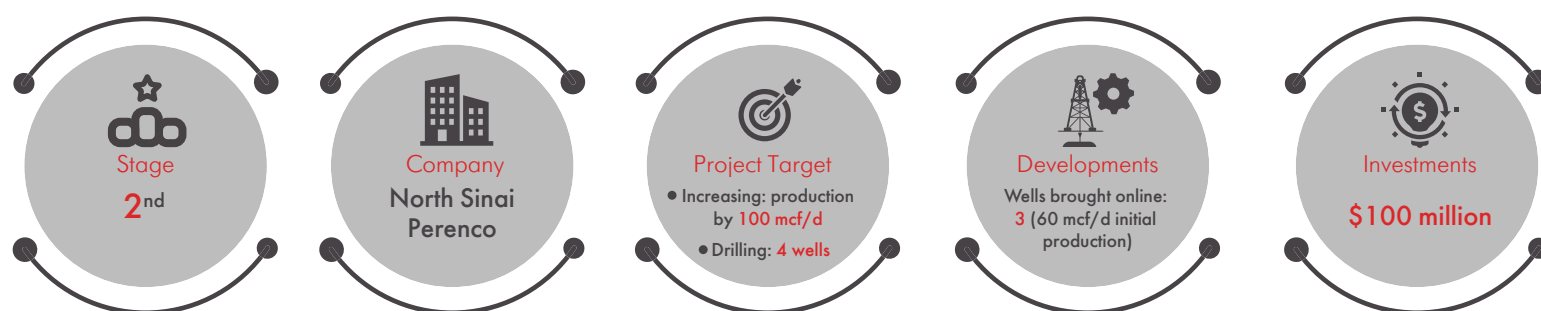 Stage
2nd
Company
North Sinai
Perenco
Project Target
• Increasing: production
by 100 mcf/d
• Drilling: 4 wells
Developments
Wells brought online:
3 (60 mcf/d initial
production)
$
Investments
$100 million